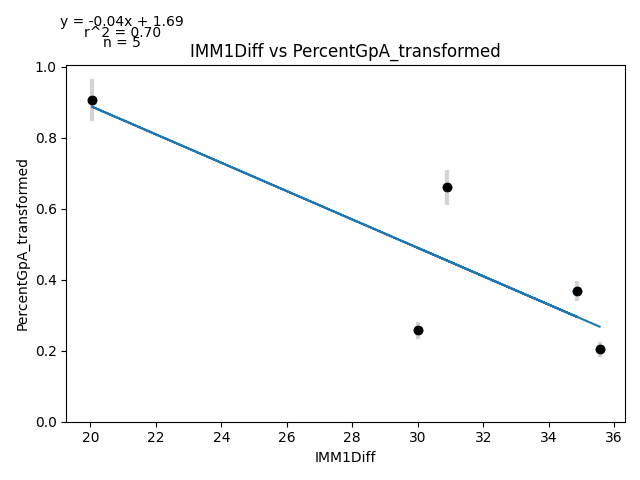 y = -0.04x + 1.69
r^2 = 0.70
n = 5
IMM1Diff vs PercentGpA_transformed
1.0
0.8
0.6
0.4
0.2
0.0
PercentGpA_transformed
20
22
24
26
28
30
32
34
36
IMM1Diff